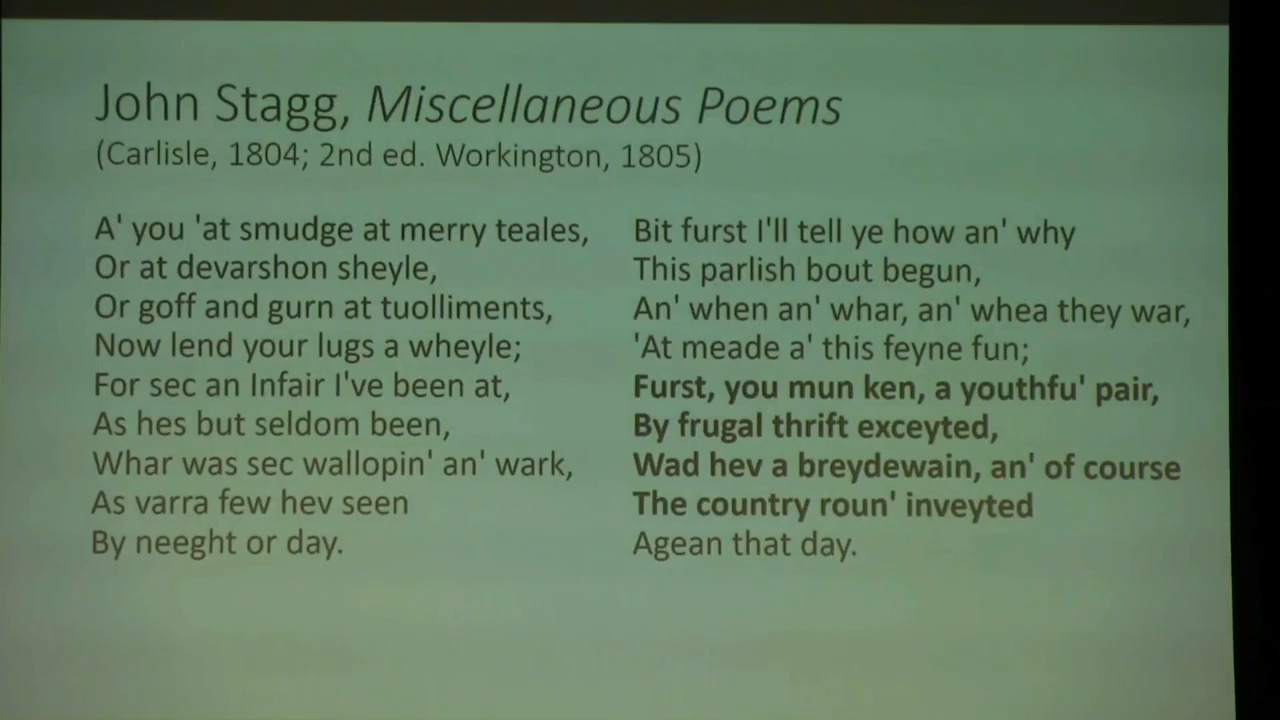 John Stagg, Miscellaneous Poems
(Carlisle, 1804; 2nd ed. Workington, 1805)
A' you 'at smudge at merry teales,
Or at devarshon sheyle,
Or goff and gurn at tuolliments,
Now lend your lugs a wheyle;
For sec an Infair I've been at,
As hes but seldom been,
Whar was sec wallopin' an' wark,
As varra few hev seen
By neeght or day.
Bit furst I'll tell ye how an' why
This parlish bout begun,
An' when an' whar, an' whea they war,
'At meade a' this feyne fun;
Furst, you mun ken, a youthfu' pair,
By frugal thrift exceyted,
Wad hev a breydewain, an' of course
The country roun' inveyted
Agean that day.